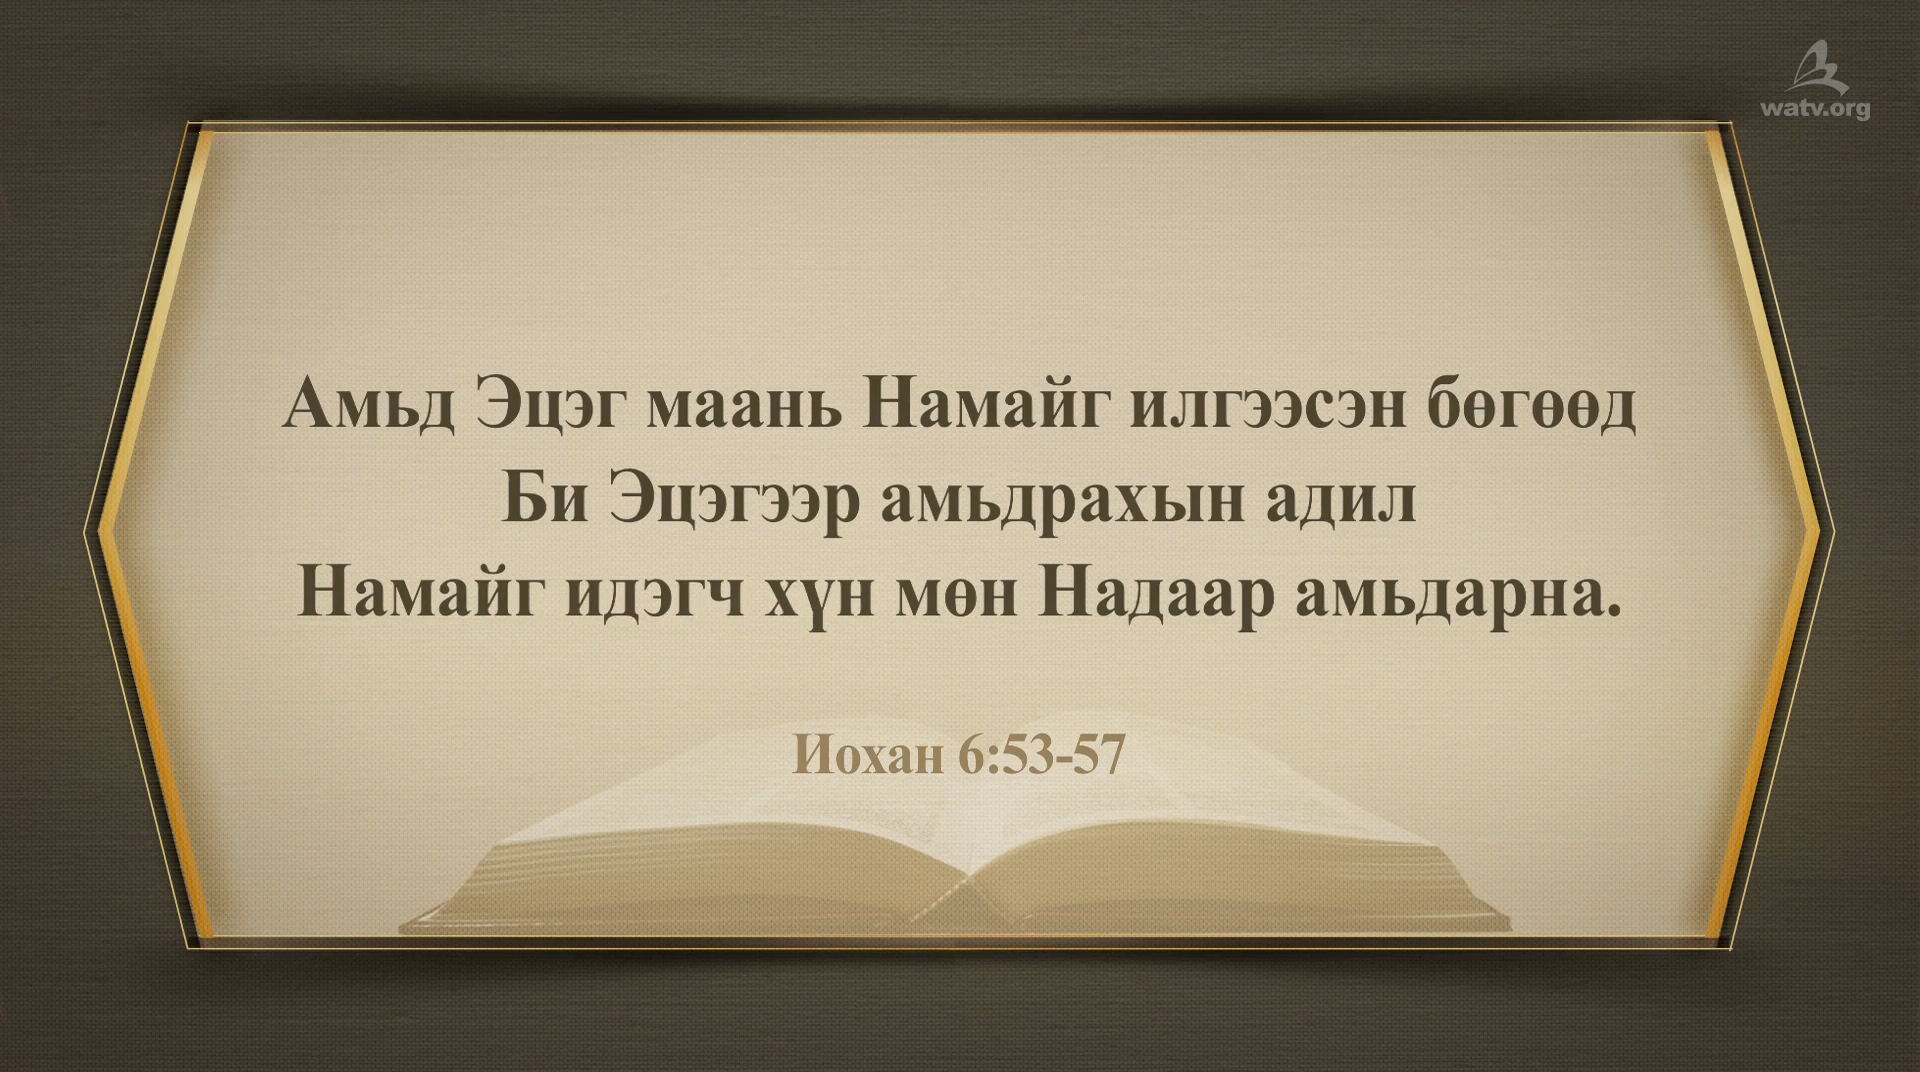 watv.org
Амьд Эцэг маань Намайг илгээсэн бөгөөд
Би Эцэгээр амьдрахын адил
Намайг идэгч хүн мөн Надаар амьдарна.
Иохан 6:53-57